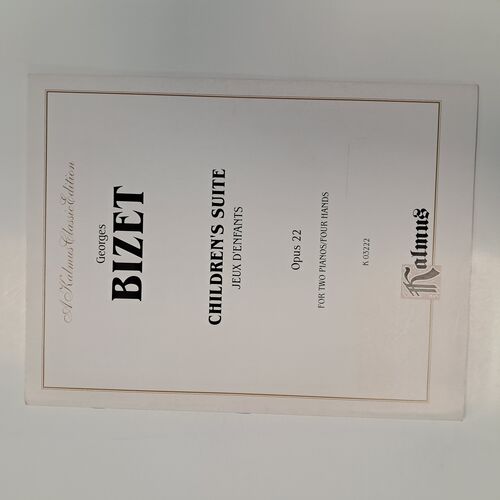 A Kalmus Classic Edition
Georges
BIZET
CHILDREN'S SUITE
JEUX D'ENFANTS
Opus 22
FOR TWO PIANOS/FOUR HANDS
K 03222
Kalmus